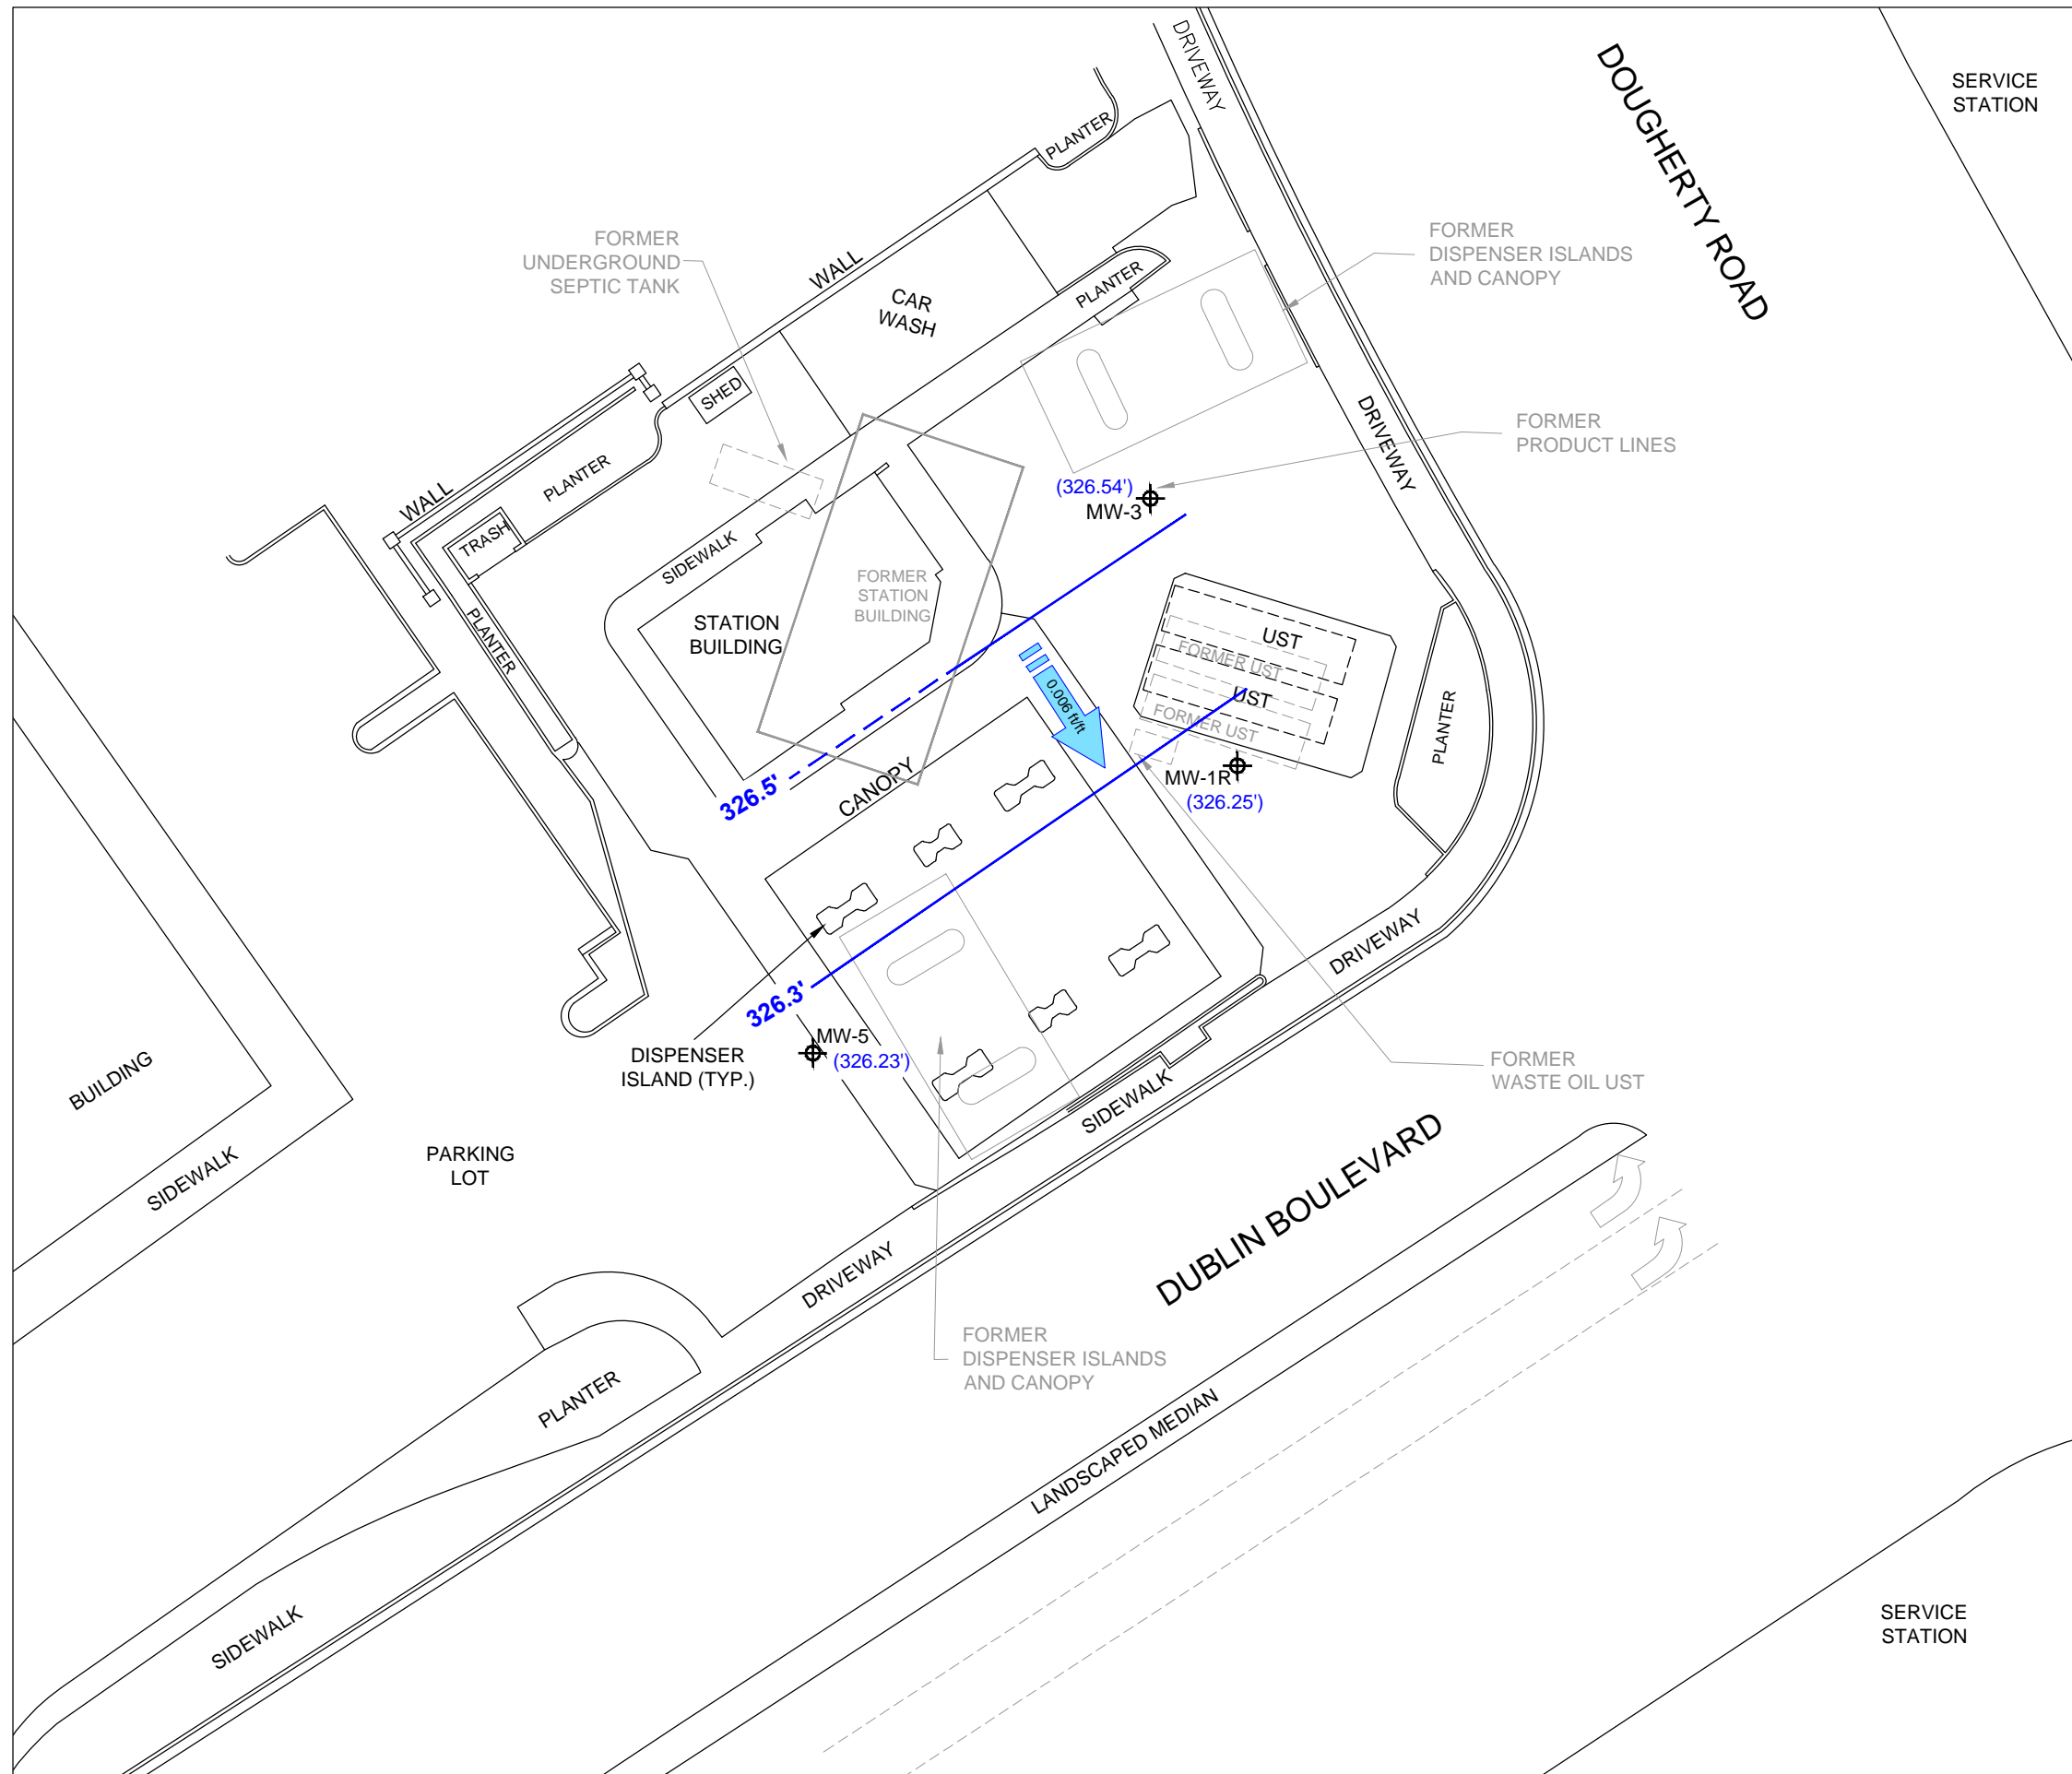 DRIVEWAY
DOUGHERTY ROAD
SERVICE
STATION
PLANTER
FORMER
UNDERGROUND
SEPTIC TANK
WALL
CAR
WASH
PLANTER
FORMER
DISPENSER ISLANDS
AND CANOPY
SHED
DRIVEWAY
FORMER
PRODUCT LINES
WALL
PLANTER
TRASH
(326.54')
MW-3
SIDEWALK
FORMER
STATION
BUILDING
STATION
BUILDING
PLANTER
UST
FORMER UST
UST
FORMER UST
0.006 ft/ft
PLANTER
MW-1R
(326.25')
326.5'
CANOPY
326.3'
DRIVEWAY
MW-5
(326.23')
DISPENSER
ISLAND (TYP.)
FORMER
WASTE OIL UST
BUILDING
SIDEWALK
SIDEWALK
PARKING
LOT
DUBLIN BOULEVARD
DRIVEWAY
FORMER
DISPENSER ISLANDS
AND CANOPY
PLANTER
LANDSCAPED MEDIAN
SIDEWALK
SERVICE
STATION